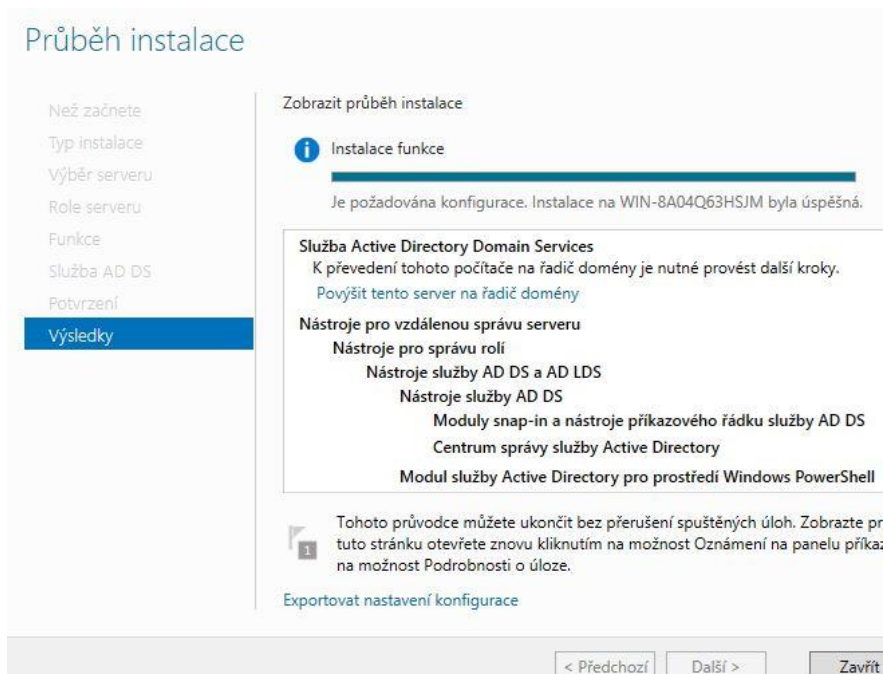 Průběh instalace
Než začnete
Typ instalace
Výběr serveru
Role serveru
Funkce
Služba AD DS
Potvrzení
Výsledky
Zobrazit průběh instalace
Instalace funkce
Je požadována konfigurace. Instalace na WIN-8A04Q63HSJM byla úspěšná.
Služba Active Directory Domain Services
K převedení tohoto počítače na řadič domény je nutné provést další kroky.
Povýšit tento server na řadič domény
Nástroje pro vzdálenou správu serveru
Nástroje pro správu rolí
Nástroje služby AD DS a AD LDS
Nástroje služby AD DS
Moduly snap-in a nástroje příkazového řádku služby AD DS
Centrum správy služby Active Directory
Modul služby Active Directory pro prostředí Windows PowerShell
1
Tohoto průvodce můžete ukončit bez přerušení spuštěných úloh. Zobrazte pr
tuto stránku otevřete znovu kliknutím na možnost Oznámení na panelu příkaz
na možnost Podrobnosti o úloze.
Exportovat nastavení konfigurace
< Předchozí
Další >
Zavřít